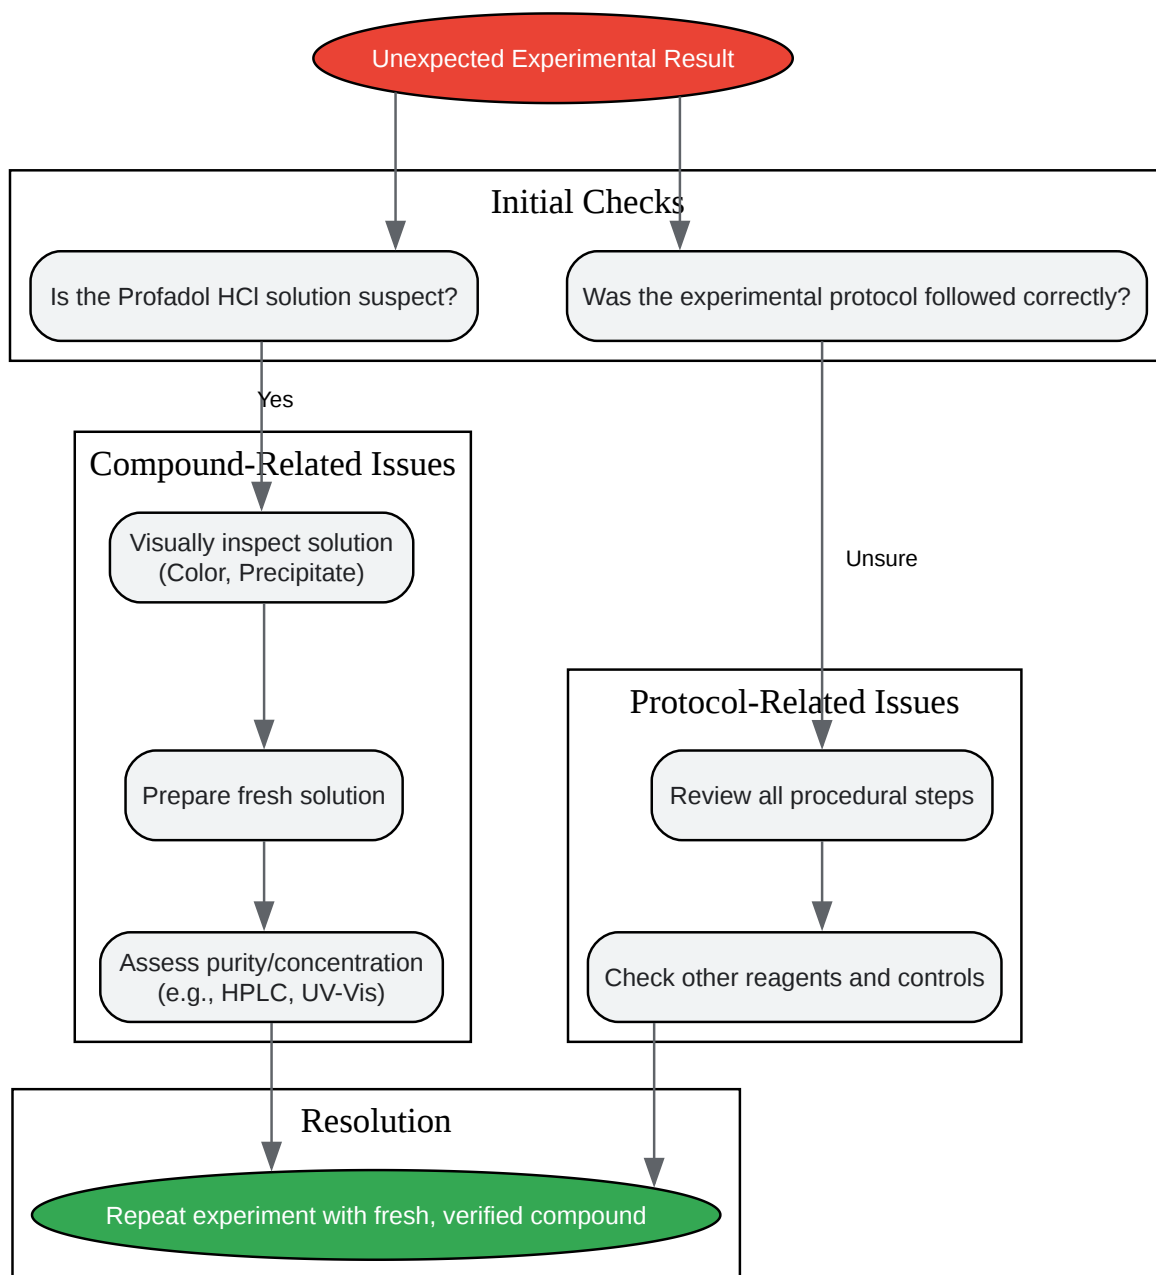 Unexpected Experimental Result
Initial Checks
Is the Profadol HCl solution suspect?
Was the experimental protocol followed correctly?
Yes
Compound-Related Issues
Visually inspect solution
(Color, Precipitate)
Unsure
Protocol-Related Issues
Prepare fresh solution
Review all procedural steps
Assess purity/concentration
(e.g., HPLC, UV-Vis)
Check other reagents and controls
Resolution
Repeat experiment with fresh, verified compound